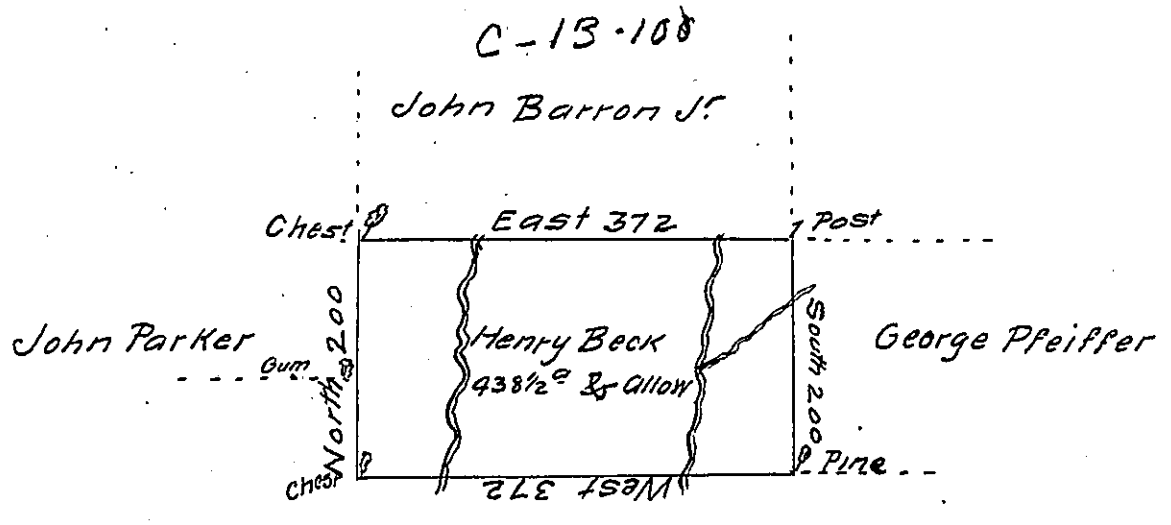 C-13-108
John Barron Jr.
Chest East 372 Post
John Parker
Gum
North 200
Henry Beck
438½ a & allow
South 200
George Pfeiffer
Chest
West 372
Pine